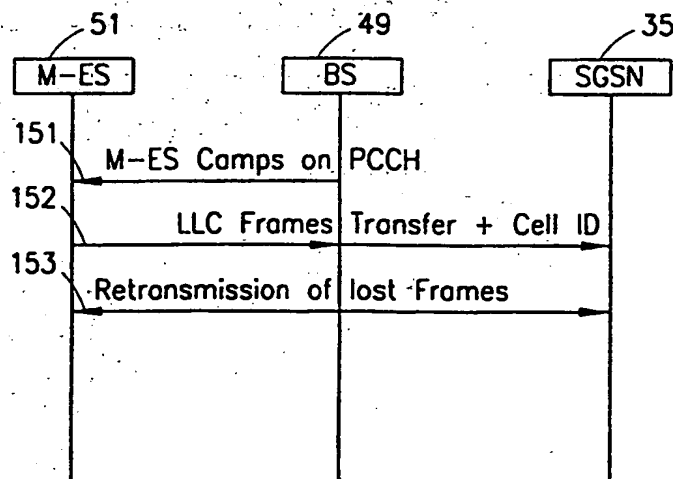 51 49 35
M-ES BS SGSN
151 M-ES Camps on PCCH
152 LLC Frames Transfer + Cell ID
153 Retransmission of lost Frames